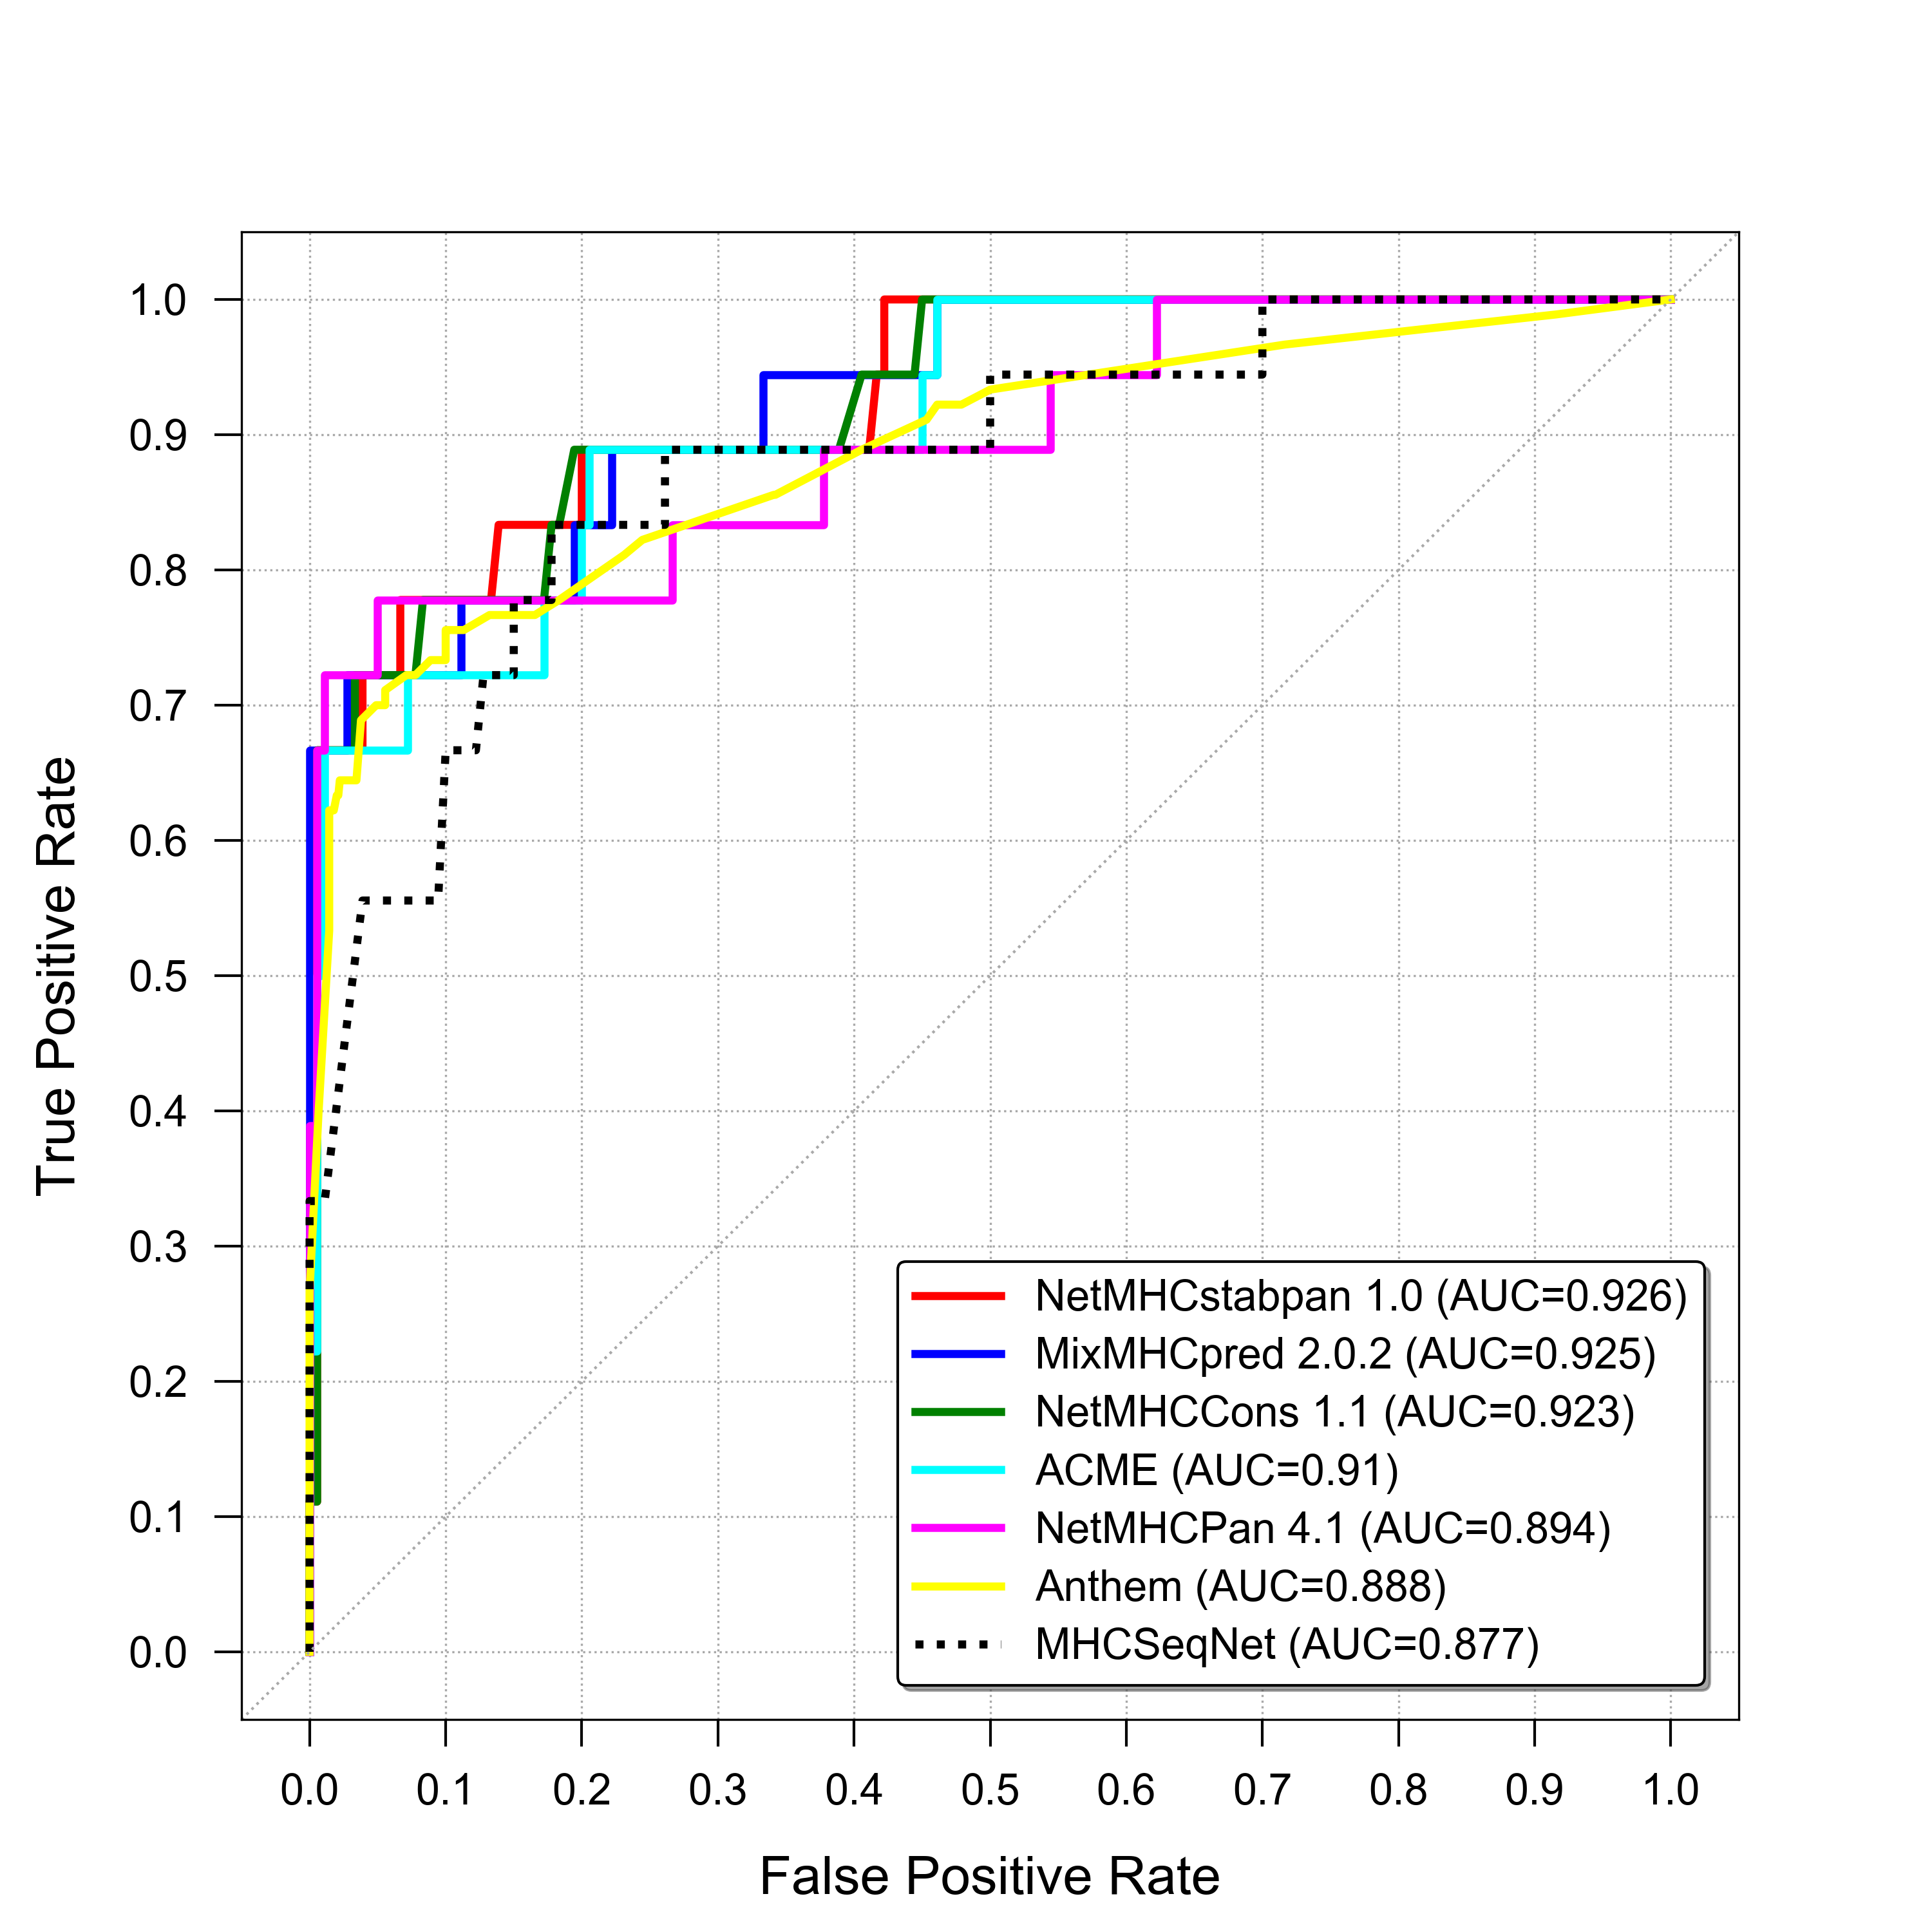 1.0
0.9
0.8
0.7
0.6
0.5
0.4
0.3
0.2
0.1
0.0
True Positive Rate
NetMHCstabpan 1.0 (AUC=0.926)
MixMHCpred 2.0.2 (AUC=0.925)
NetMHCCons 1.1 (AUC=0.923)
ACME (AUC=0.91)
NetMHCPan 4.1 (AUC=0.894)
Anthem (AUC=0.888)
MHCSeqNet (AUC=0.877)
0.0 0.1 0.2 0.3 0.4 0.5 0.6 0.7 0.8 0.9 1.0
False Positive Rate